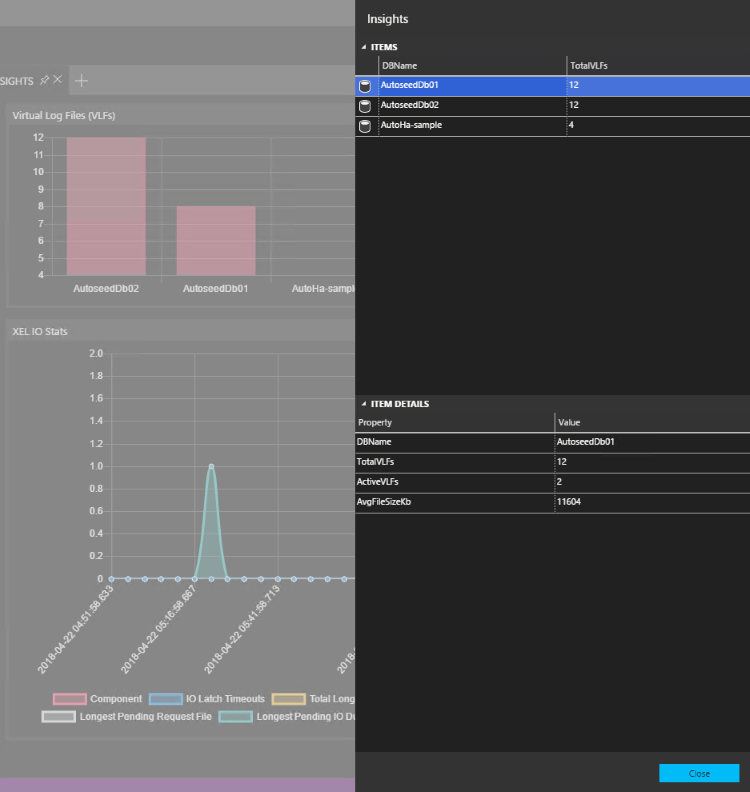 SIGHTS
Virtual Log Files (VLFs)
12
11
10
9
8
7
6
5
4
AutoseedDb02 AutoseedDb01 AutoHa-sampl
XEL IO Stats
2.0
1.8
1.6
1.4
1.2
1.0
0.8
0.6
0.4
0.2
0
2018-04-22 04:51:58.633
2018-04-22 05:16:58.667
2018-04-22 05:41:58.713
2018-
Component IO Latch Timeouts Total Long
Longest Pending Request File Longest Pending IO Du
Insights
ITEMS
DBName TotalVLFs
AutoseedDb01 12
AutoseedDb02 12
AutoHa-sample 4
ITEM DETAILS
Property Value
DBName AutoseedDb01
TotalVLFs 12
ActiveVLFs 2
AvgFileSizeKb 11604
Close